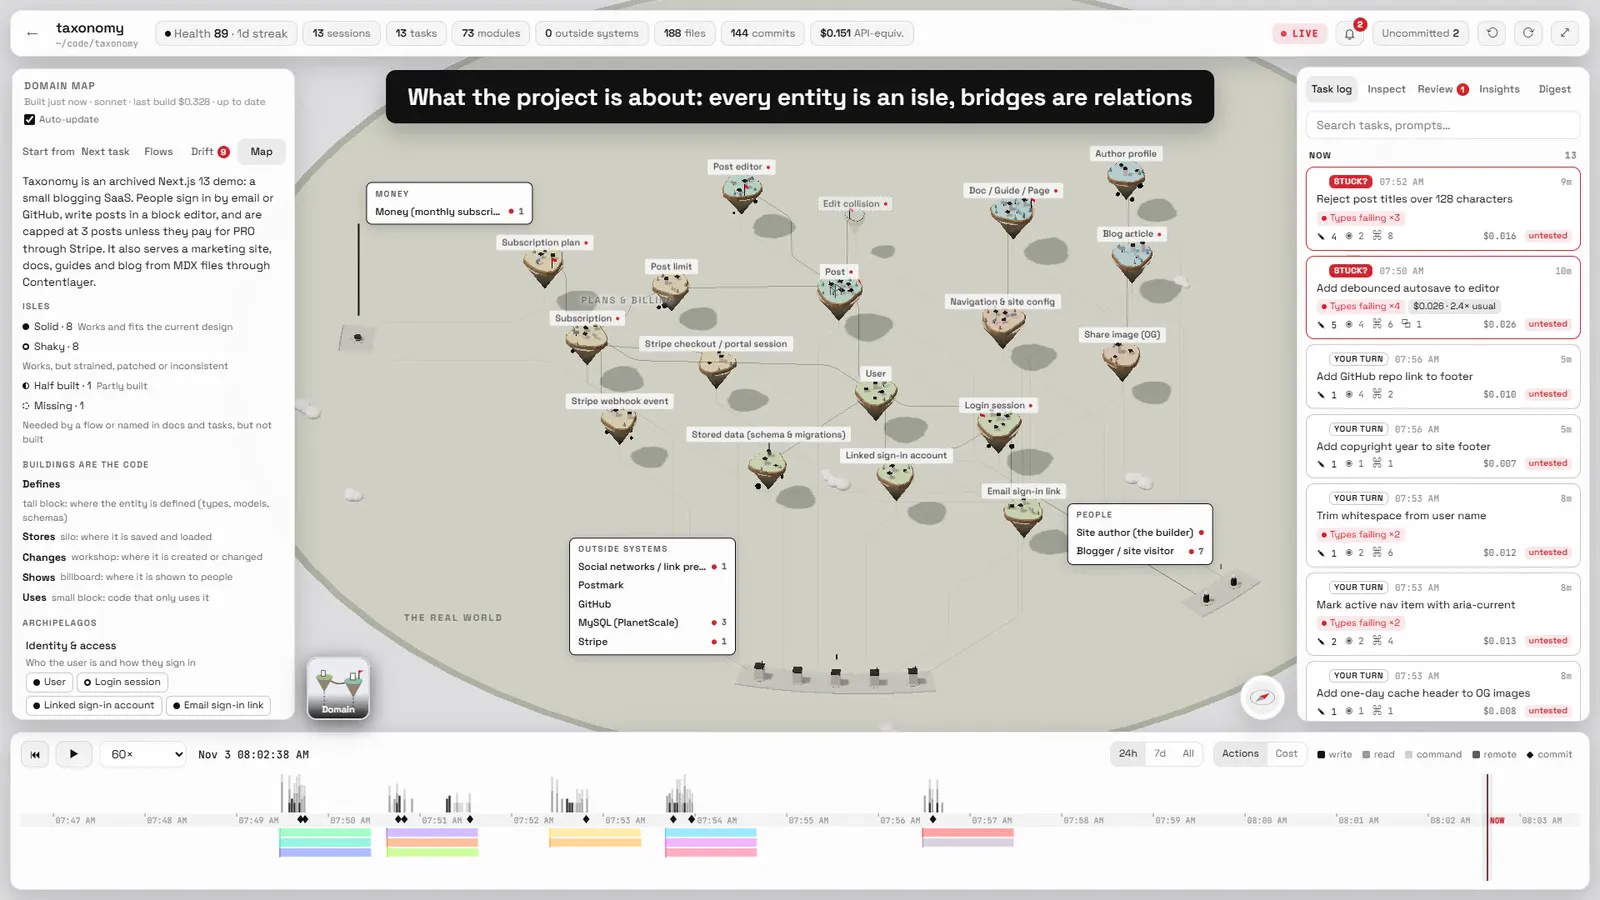 ←
taxonomy
~/code/taxonomy
Health 89 · 1d streak
13 sessions
13 tasks
73 modules
0 outside systems
188 files
144 commits
$0.151 API-equiv.
LIVE
2
Uncommitted 2
DOMAIN MAP
Built just now · sonnet · last build $0.328 · up to date
Auto-update
Start from
Next task
Flows
Drift 9
Map
Taxonomy is an archived Next.js 13 demo: a
small blogging SaaS. People sign in by email or
GitHub, write posts in a block editor, and are
capped at 3 posts unless they pay for PRO
through Stripe. It also serves a marketing site,
docs, guides and blog from MDX files through
Contentlayer.
ISLES
Solid · 8 Works and fits the current design
Shaky · 8
Works, but strained, patched or inconsistent
Half built · 1 Partly built
Missing · 1
Needed by a flow or named in docs and tasks, but not
built
BUILDINGS ARE THE CODE
Defines
tall block: where the entity is defined (types, models,
schemas)
Stores silo: where it is saved and loaded
Changes workshop: where it is created or changed
Shows billboard: where it is shown to people
Uses small block: code that only uses it
ARCHIPELAGOS
Identity & access
Who the user is and how they sign in
User
Login session
Linked sign-in account
Email sign-in link
What the project is about: every entity is an isle, bridges are relations
MONEY
Money (monthly subscri... 1
Post editor
Author profile
Doc / Guide / Page
Edit collision
Blog article
Subscription plan
Post limit
Post
PLANS & BILLING
Navigation & site config
Subscription
Share image (OG)
Stripe checkout / portal session
User
Stripe webhook event
Login session
Stored data (schema & migrations)
Linked sign-in account
Email sign-in link
PEOPLE
Site author (the builder)
Blogger / site visitor 7
OUTSIDE SYSTEMS
Social networks / link pre... 1
Postmark
GitHub
MySQL (PlanetScale) 3
Stripe 1
THE REAL WORLD
Domain
Task log
Inspect
Review 1
Insights
Digest
Search tasks, prompts...
NOW 13
STUCK? 07:52 AM 9m
Reject post titles over 128 characters
Types failing ×3
4 2 8 $0.016 untested
STUCK? 07:50 AM 10m
Add debounced autosave to editor
Types failing ×4 $0.026 · 2.4× usual
5 4 6 1 $0.026 untested
YOUR TURN 07:56 AM 5m
Add GitHub repo link to footer
1 4 2 $0.010 untested
YOUR TURN 07:56 AM 5m
Add copyright year to site footer
1 1 1 $0.007 untested
YOUR TURN 07:53 AM 8m
Trim whitespace from user name
Types failing ×2
1 2 6 $0.012 untested
YOUR TURN 07:53 AM 8m
Mark active nav item with aria-current
Types failing ×2
2 2 4 $0.013 untested
YOUR TURN 07:53 AM 8m
Add one-day cache header to OG images
1 1 1 $0.008 untested
60×
Nov 3 08:02:38 AM
24h 7d All
Actions Cost
write read command remote commit
07:47 AM 07:48 AM 07:49 AM 07:50 AM 07:51 AM 07:52 AM 07:53 AM 07:54 AM 07:55 AM 07:56 AM 07:57 AM 07:58 AM 07:59 AM 08:00 AM 08:01 AM 08:02 AM NOW 08:03 AM